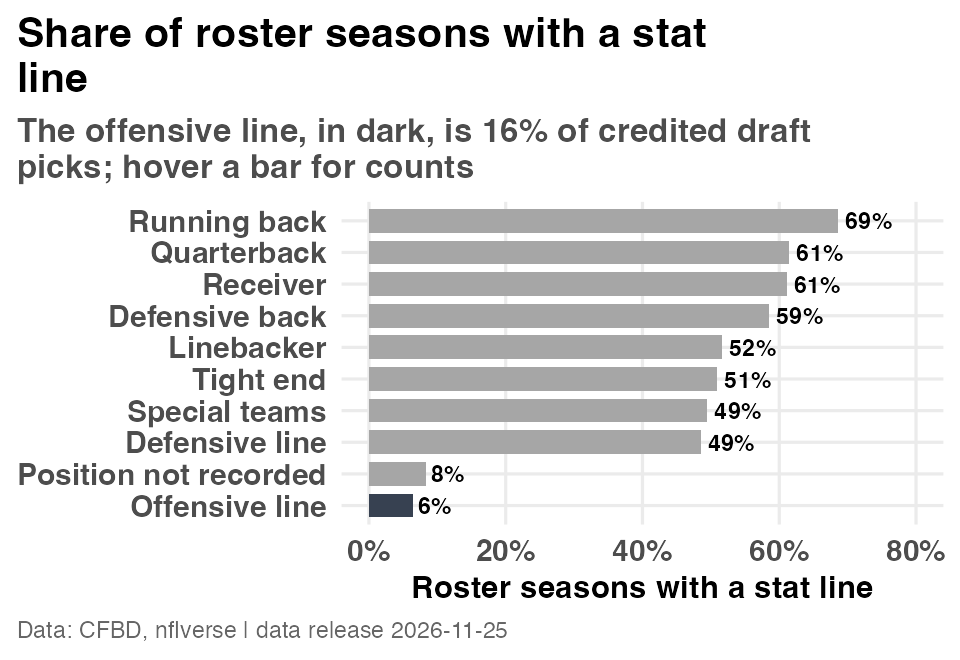 Share of roster seasons with a stat
line
The offensive line, in dark, is 16% of credited draft
picks; hover a bar for counts
Running back 69%
Quarterback 61%
Receiver 61%
Defensive back 59%
Linebacker 52%
Tight end 51%
Special teams 49%
Defensive line 49%
Position not recorded 8%
Offensive line 6%
0% 20% 40% 60% 80%
Roster seasons with a stat line
Data: CFBD, nflverse | data release 2026-11-25